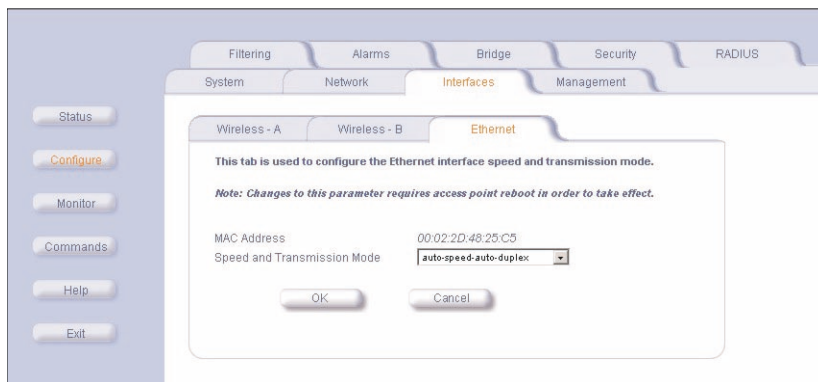 Filtering Alarms Bridge Security RADIUS
System Network Interfaces Management
Status
Configure
Monitor
Commands
Help
Exit
Wireless - A Wireless - B Ethernet
This tab is used to configure the Ethernet interface speed and transmission mode.
Note: Changes to this parameter requires access point reboot in order to take effect.
MAC Address 00:02:2D:48:25:C5
Speed and Transmission Mode auto-speed-auto-duplex
OK Cancel